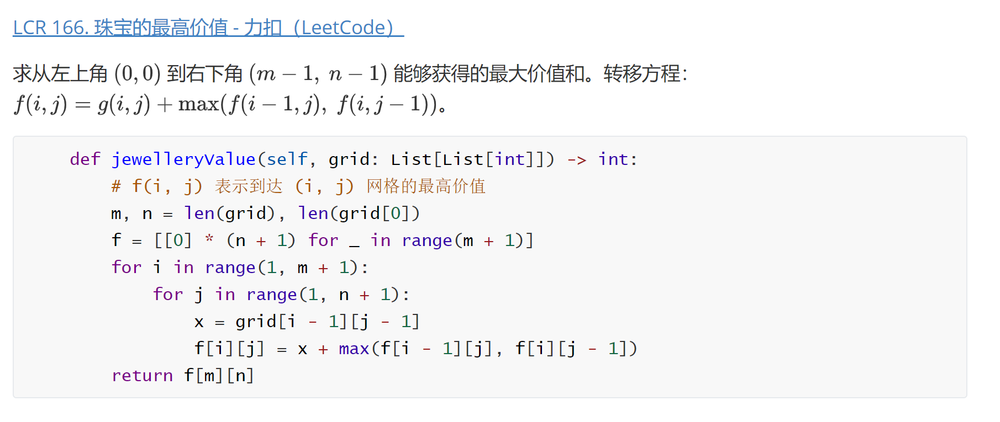 LCR 166. 珠宝的最高价值 - 力扣（LeetCode）
求从左上角 (0, 0) 到右下角 (m − 1, n − 1) 能够获得的最大价值和。转移方程：
f(i, j) = g(i, j) + max(f(i − 1, j), f(i, j − 1))。
def jewelleryValue(self, grid: List[List[int]]) -> int:
# f(i, j) 表示到达 (i, j) 网格的最高价值
m, n = len(grid), len(grid[0])
f = [[0] * (n + 1) for _ in range(m + 1)]
for i in range(1, m + 1):
for j in range(1, n + 1):
x = grid[i - 1][j - 1]
f[i][j] = x + max(f[i - 1][j], f[i][j - 1])
return f[m][n]